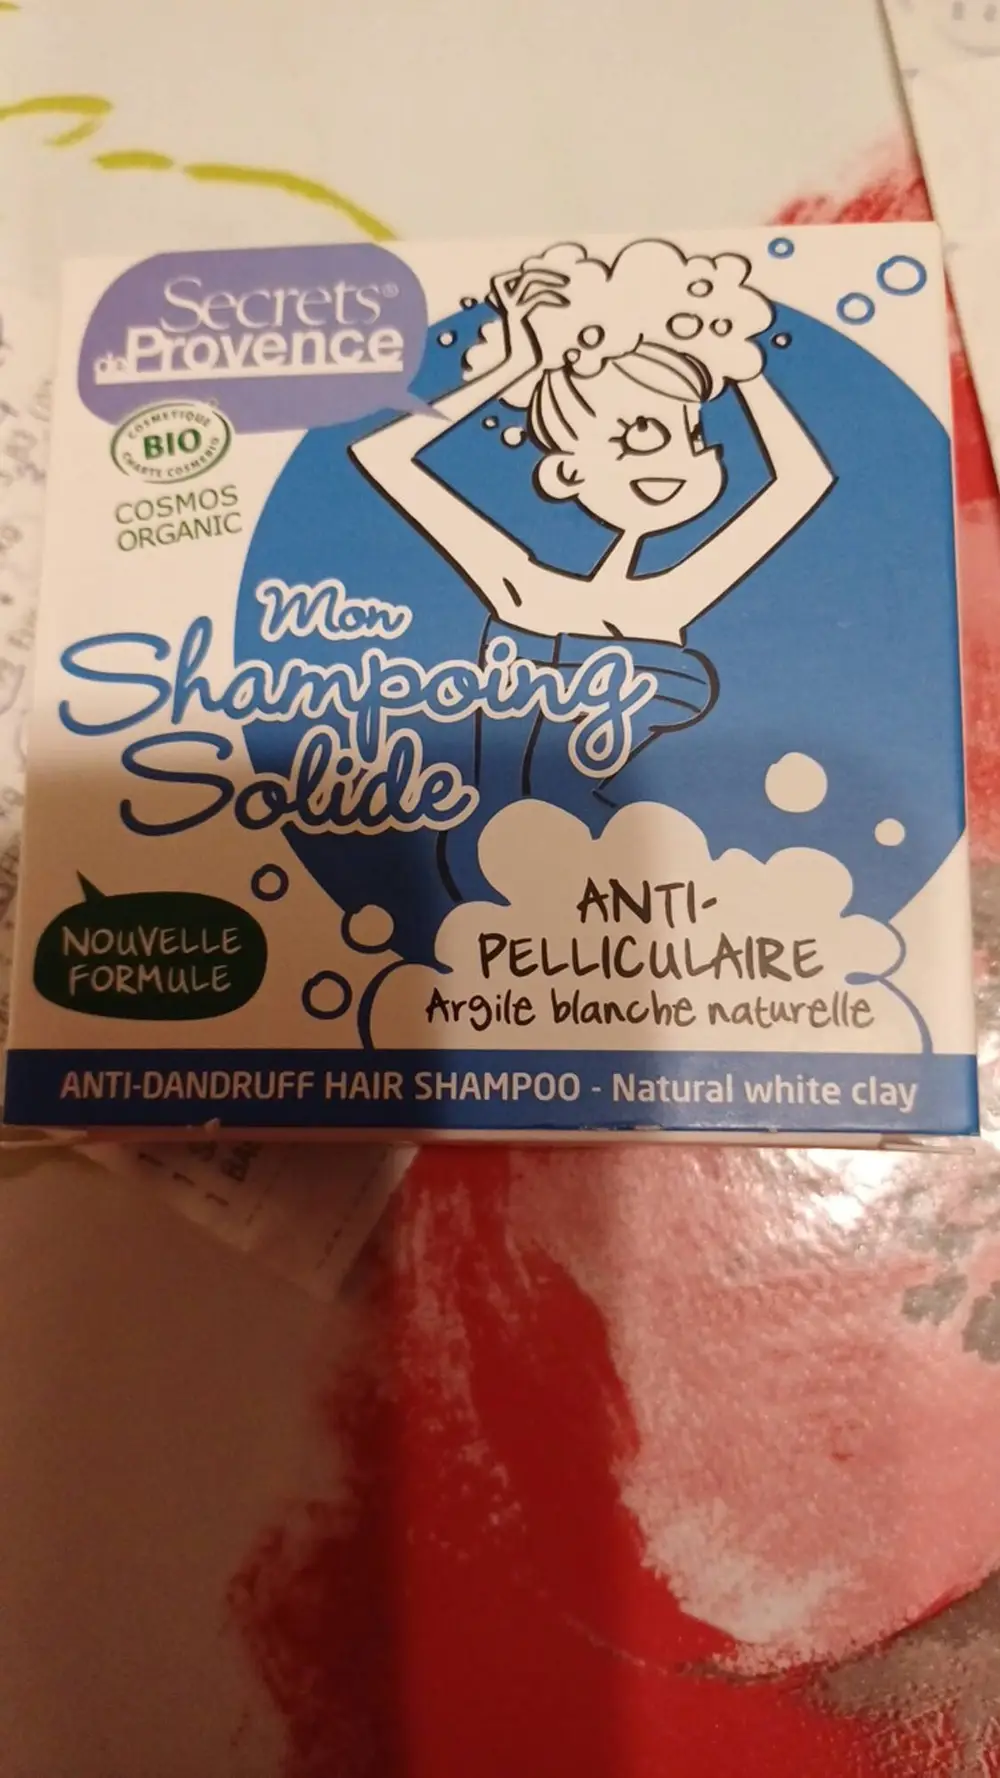 Secrets®
de Provence
COSMETIQUE
BIO
CHARTE COSMEBIO
COSMOS
ORGANIC
Mon
Shampoing
Solide
NOUVELLE
FORMULE
ANTI-
PELLICULAIRE
Argile blanche naturelle
ANTI-DANDRUFF HAIR SHAMPOO - Natural white clay